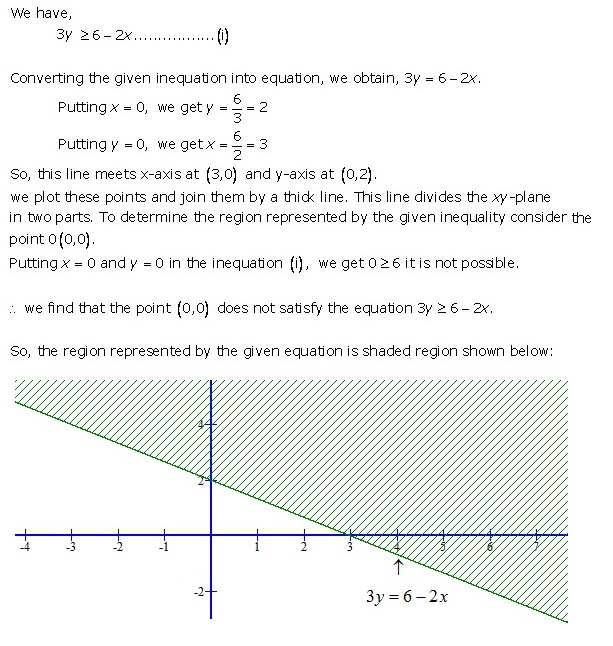 We have,
3y ≥ 6 – 2x.................(i)
Converting the given inequation into equation, we obtain, 3y = 6 – 2x.
Putting x = 0, we get y = 6/3 = 2
Putting y = 0, we get x = 6/2 = 3
So, this line meets x-axis at (3,0) and y-axis at (0,2).
we plot these points and join them by a thick line. This line divides the xy-plane
in two parts. To determine the region represented by the given inequality consider the
point O(0,0).
Putting x = 0 and y = 0 in the inequation (i), we get 0 ≥ 6 it is not possible.
∴ we find that the point (0,0) does not satisfy the equation 3y ≥ 6 – 2x.
So, the region represented by the given equation is shaded region shown below:
4
2
-4 -3 -2 -1 1 2 3 4 5 6 7
-2
3y = 6 – 2x